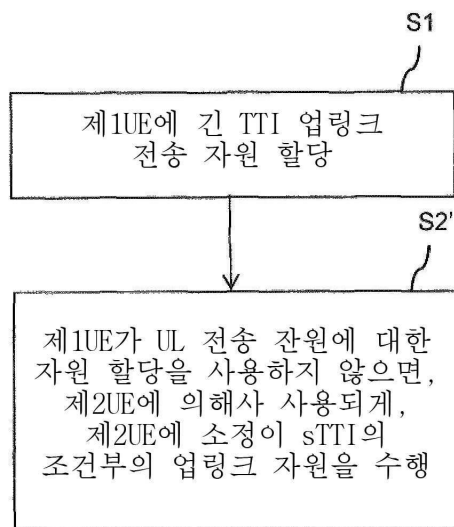 S1
제1UE에 긴 TTI 업링크
전송 자원 할당
S2'
제1UE가 UL 전송 잔원에 대한
자원 할당을 사용하지 않으면,
제2UE에 의해사 사용되게,
제2UE에 소정이 sTTI의
조건부의 업링크 자원을 수행